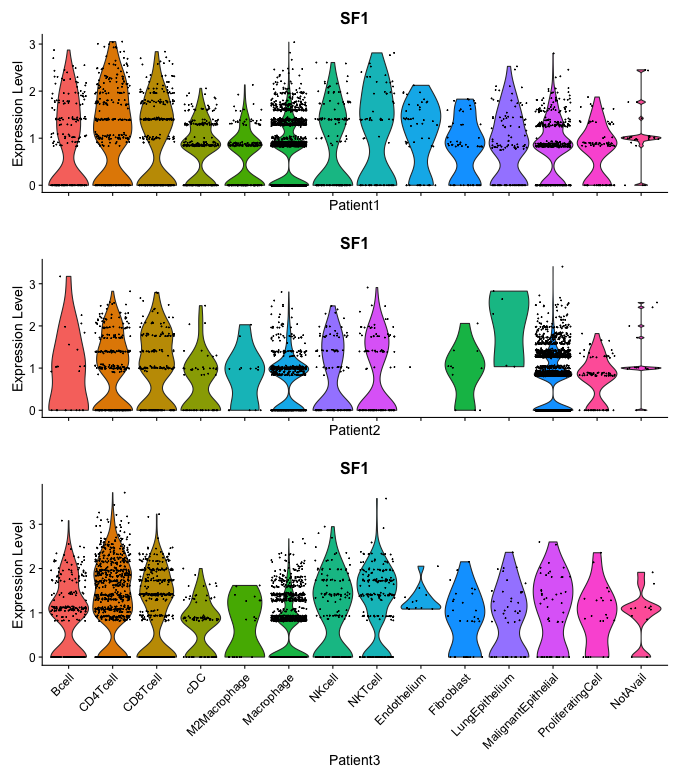 SF1
Expression Level
3
2
1
0
Patient1
SF1
Expression Level
3
2
1
0
Patient2
SF1
Expression Level
3
2
1
0
Bcell
CD4Tcell
CD8Tcell
cDC
M2Macrophage
Macrophage
NKcell
NKTcell
Endothelium
Fibroblast
LungEpithelium
MalignantEpithelial
ProliferatingCell
NotAvail
Patient3